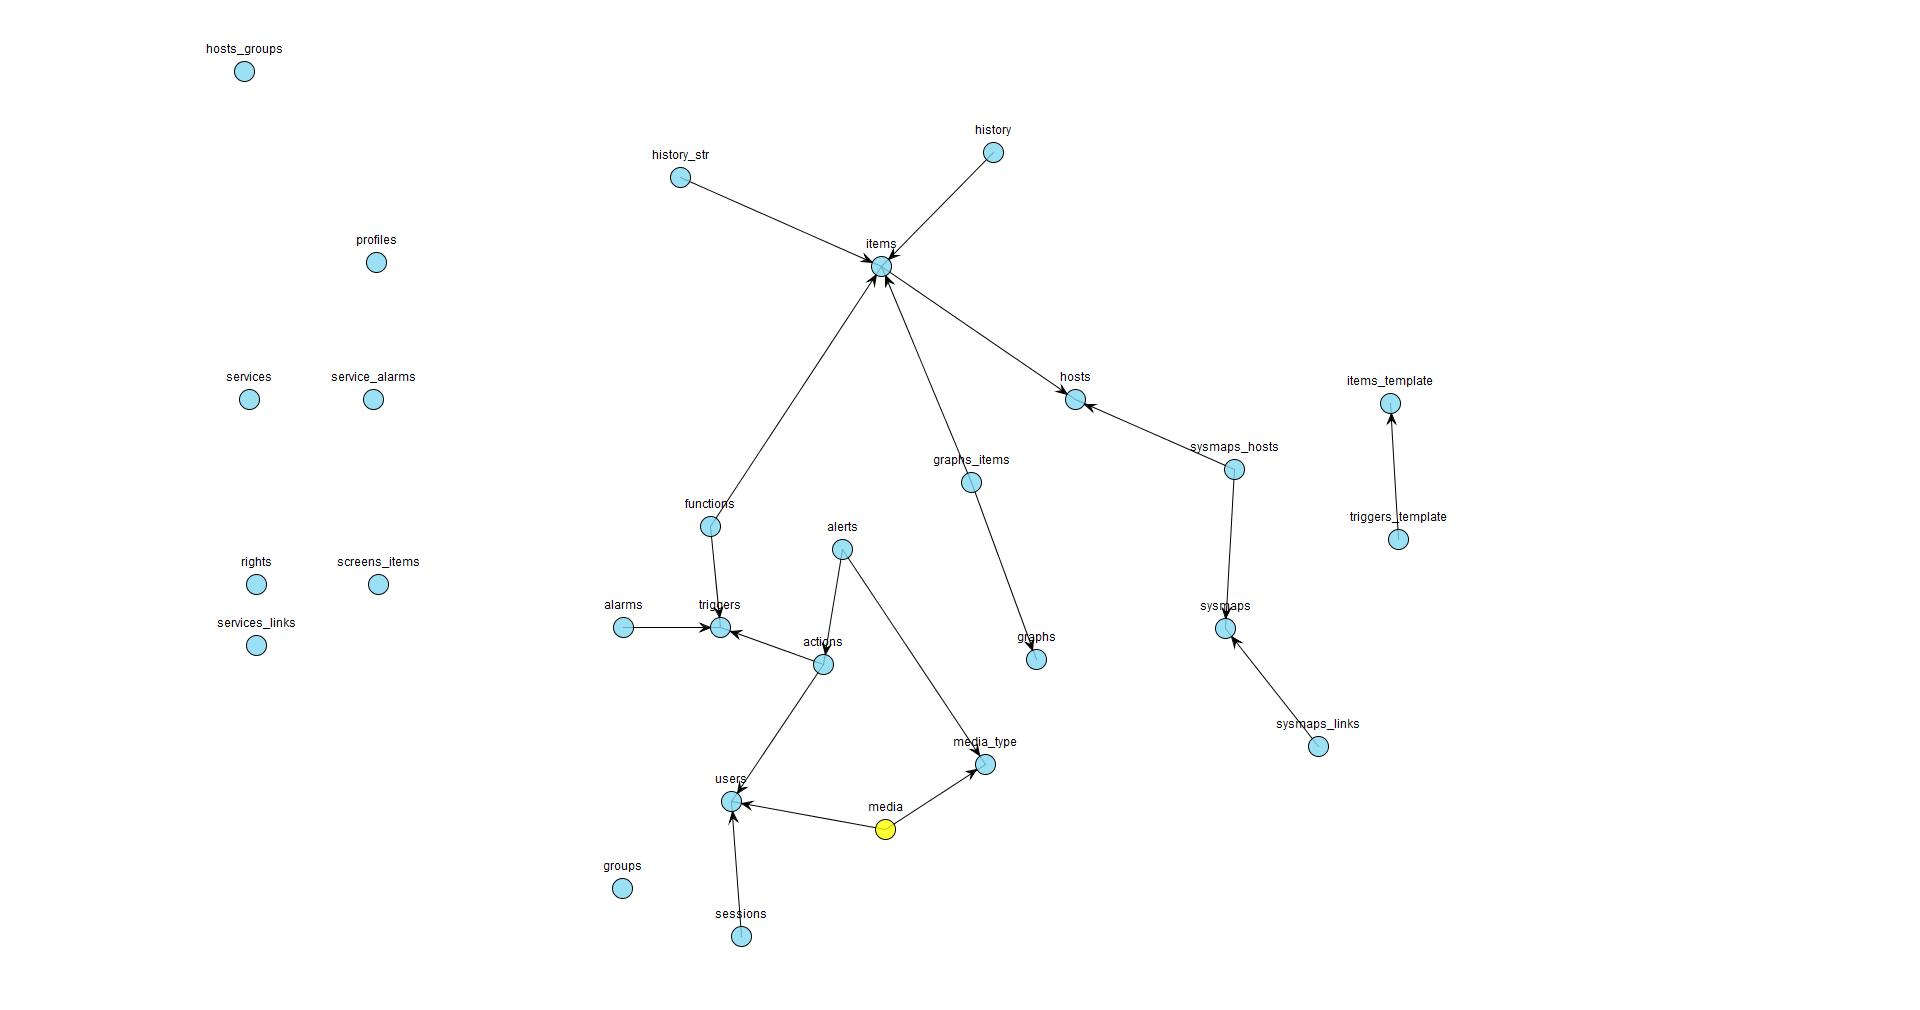 hosts_groups
history
history_str
profiles
items
services
service_alarms
hosts
items_template
sysmaps_hosts
graphs_items
functions
triggers_template
alerts
rights
screens_items
alarms
triggers
sysmaps
services_links
actions
graphs
sysmaps_links
media_type
users
media
groups
sessions